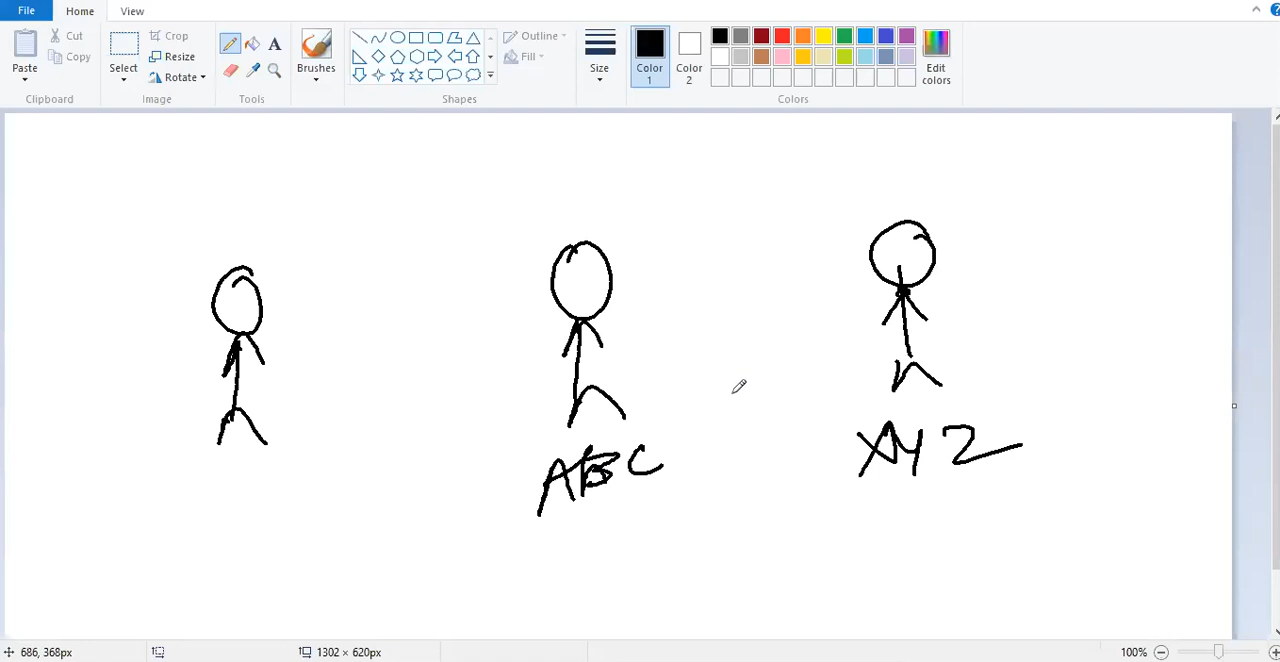 File Home View
Paste Cut Copy
Clipboard
Select Crop Resize Rotate
Image
Tools
Brushes
Shapes
Outline Fill
Size
Color 1 Color 2
Edit colors
Colors
ABC XYZ
686, 368px 1302 × 620px 100%